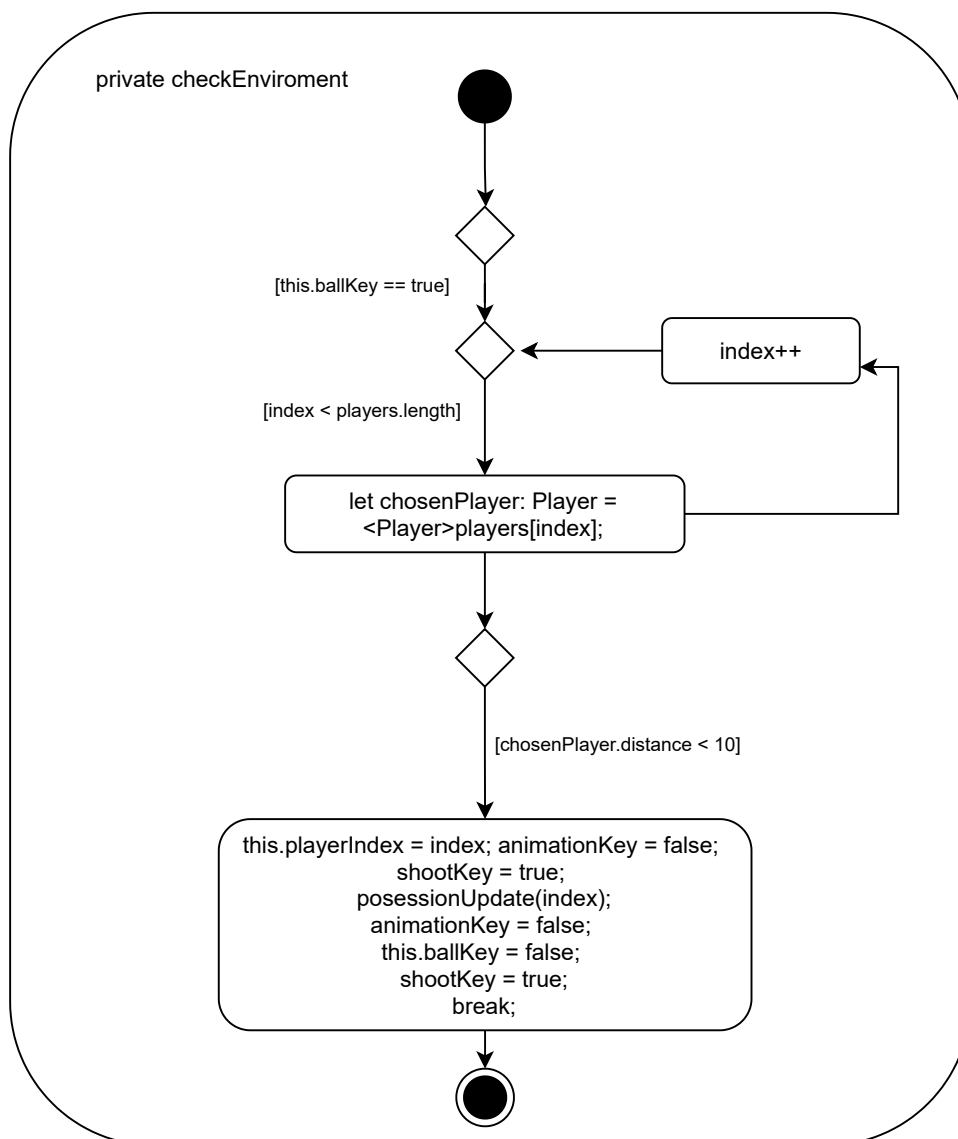 private checkEnviroment
[this.ballKey == true]
index++
[index < players.length]
let chosenPlayer: Player =
<Player>players[index];
[chosenPlayer.distance < 10]
this.playerIndex = index; animationKey = false;
shootKey = true;
posessionUpdate(index);
animationKey = false;
this.ballKey = false;
shootKey = true;
break;